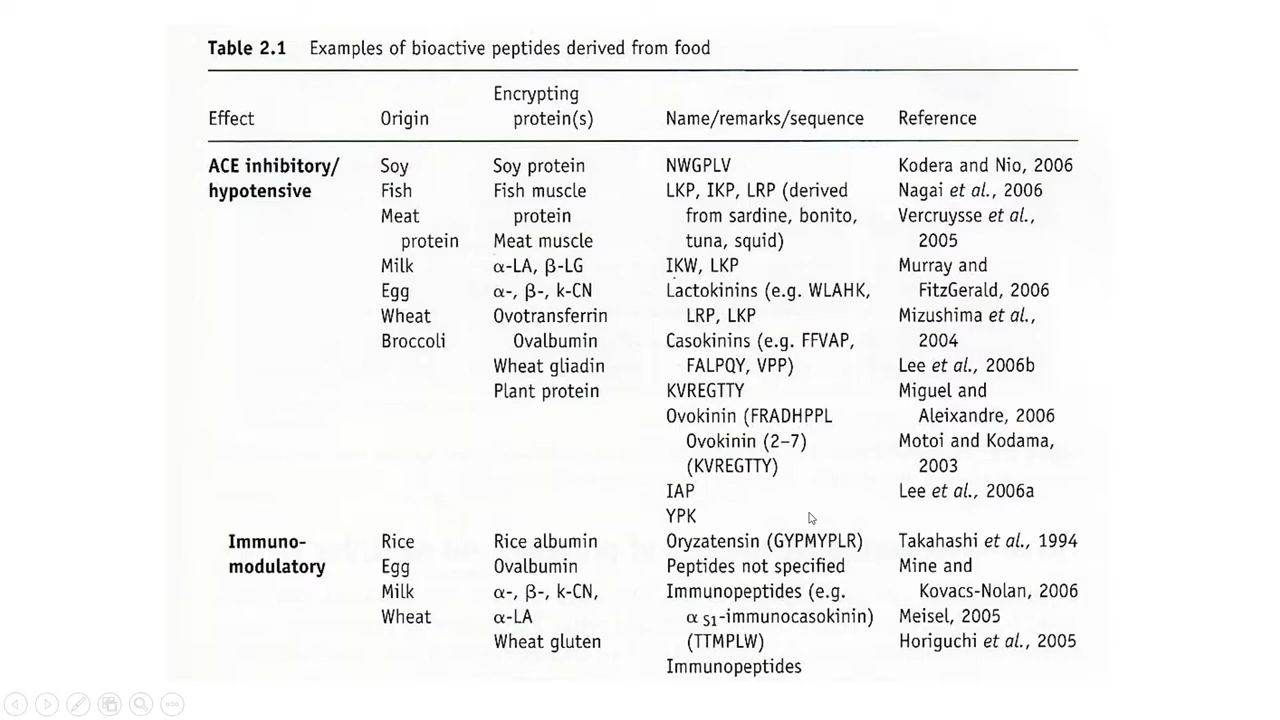 Table 2.1 Examples of bioactive peptides derived from food
Effect Origin Encrypting protein(s) Name/remarks/sequence Reference
ACE inhibitory/ Soy Soy protein NWGPLV Kodera and Nio, 2006
hypotensive Fish Fish muscle LKP, IKP, LRP (derived Nagai et al., 2006
Meat protein from sardine, bonito, Vercruysse et al.,
protein Meat muscle tuna, squid) 2005
Milk α-LA, β-LG IKW, LKP Murray and
Egg α-, β-, k-CN Lactokinins (e.g. WLAHK, FitzGerald, 2006
Wheat Ovotransferrin LRP, LKP Mizushima et al.,
Broccoli Ovalbumin Casokinins (e.g. FFVAP, 2004
Wheat gliadin FALPQY, VPP) Lee et al., 2006b
Plant protein KVREGTTY Miguel and
Ovokinin (FRADHPPL Aleixandre, 2006
Ovokinin (2–7) Motoi and Kodama,
(KVREGTTY) 2003
IAP Lee et al., 2006a
YPK
Immuno- Rice Rice albumin Oryzatensin (GYPMYPLR) Takahashi et al., 1994
modulatory Egg Ovalbumin Peptides not specified Mine and
Milk α-, β-, k-CN, Immunopeptides (e.g. Kovacs-Nolan, 2006
Wheat α-LA α S1-immunocasokinin) Meisel, 2005
Wheat gluten (TTMPLW) Horiguchi et al., 2005
Immunopeptides